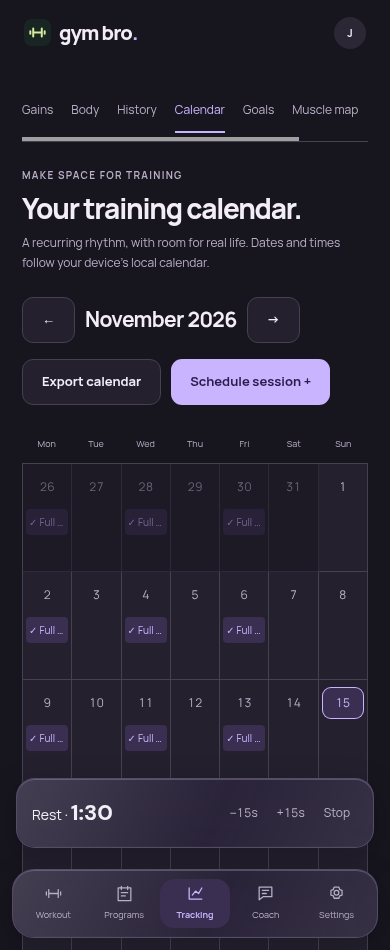 gym bro.
J
Gains Body History Calendar Goals Muscle map
MAKE SPACE FOR TRAINING
Your training calendar.
A recurring rhythm, with room for real life. Dates and times
follow your device's local calendar.
← November 2026 →
Export calendar Schedule session +
Mon Tue Wed Thu Fri Sat Sun
26 27 28 29 30 31 1
✓ Full ... ✓ Full ... ✓ Full ...
2 3 4 5 6 7 8
✓ Full ... ✓ Full ... ✓ Full ...
9 10 11 12 13 14 15
✓ Full ... ✓ Full ... ✓ Full ...
Rest · 1:30 −15s +15s Stop
Workout Programs Tracking Coach Settings